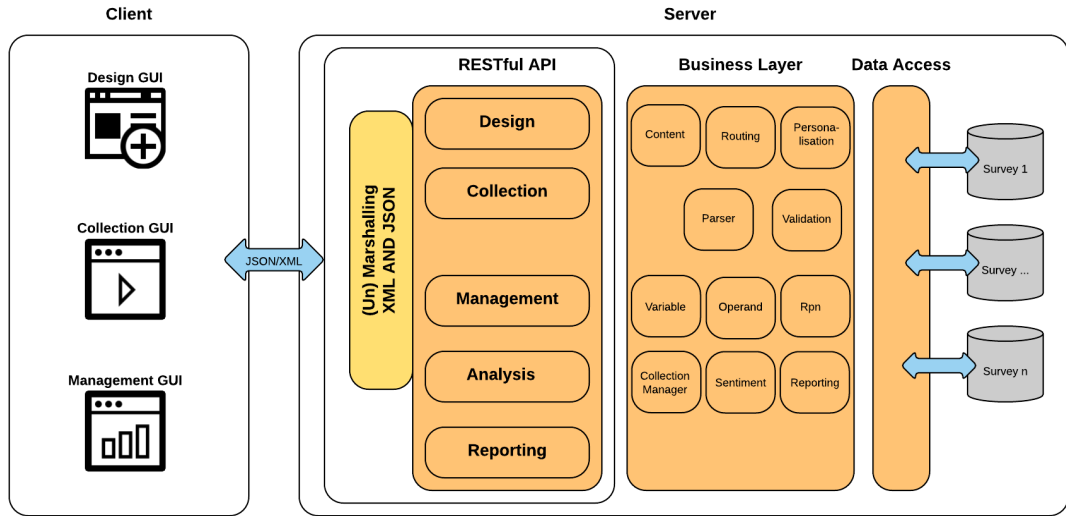 Client
Server
Design GUI
Collection GUI
Management GUI
JSON/XML
RESTful API
(Un) Marshalling
XML AND JSON
Design
Collection
Management
Analysis
Reporting
Business Layer
Content
Routing
Persona-
lisation
Parser
Validation
Variable
Operand
Rpn
Collection
Manager
Sentiment
Reporting
Data Access
Survey 1
Survey ...
Survey n